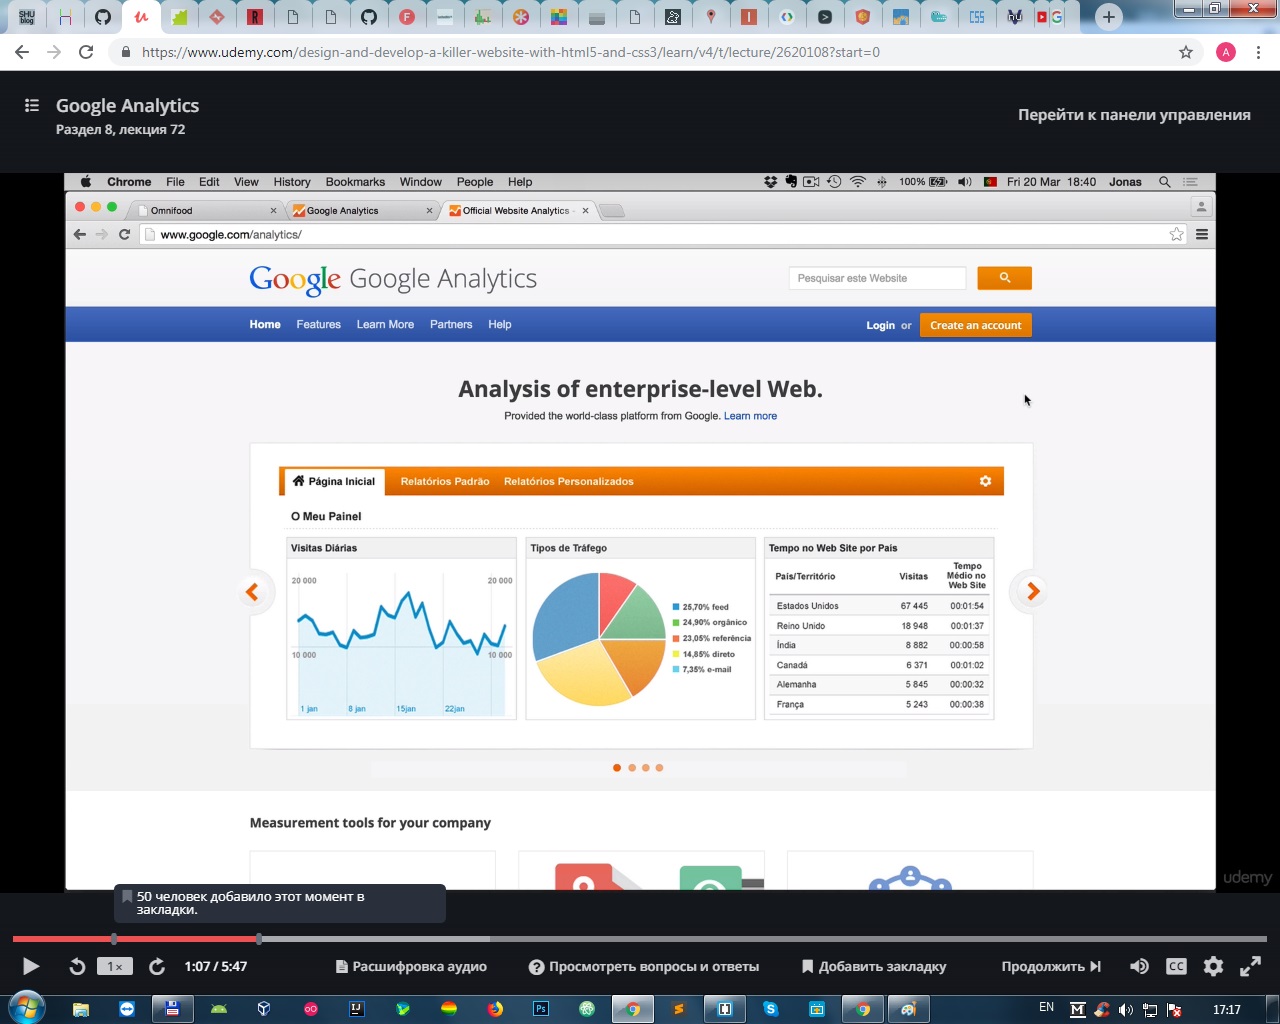 SHU
blog
https://www.udemy.com/design-and-develop-a-killer-website-with-html5-and-css3/learn/v4/t/lecture/2620108?start=0
A
Google Analytics
Раздел 8, лекция 72
Перейти к панели управления
Chrome File Edit View History Bookmarks Window People Help
100% Fri 20 Mar 18:40 Jonas
Omnifood
Google Analytics
Official Website Analytics -
www.google.com/analytics/
Google Google Analytics
Pesquisar este Website
Home Features Learn More Partners Help
Login or Create an account
Analysis of enterprise-level Web.
Provided the world-class platform from Google. Learn more
Página Inicial Relatórios Padrão Relatórios Personalizados
O Meu Painel
Visitas Diárias
20 000 20 000
10 000 10 000
1 jan 8 jan 15jan 22jan
Tipos de Tráfego
25,70% feed
24,90% orgânico
23,05% referência
14,85% direto
7,35% e-mail
Tempo no Web Site por País
País/Território Visitas Tempo Médio no Web Site
Estados Unidos 67 445 00:01:54
Reino Unido 18 948 00:01:37
Índia 8 882 00:00:58
Canadá 6 371 00:01:02
Alemanha 5 845 00:00:32
França 5 243 00:00:38
Measurement tools for your company
udemy
50 человек добавило этот момент в
закладки.
1× 1:07 / 5:47 Расшифровка аудио Просмотреть вопросы и ответы Добавить закладку Продолжить CC
EN 17:17